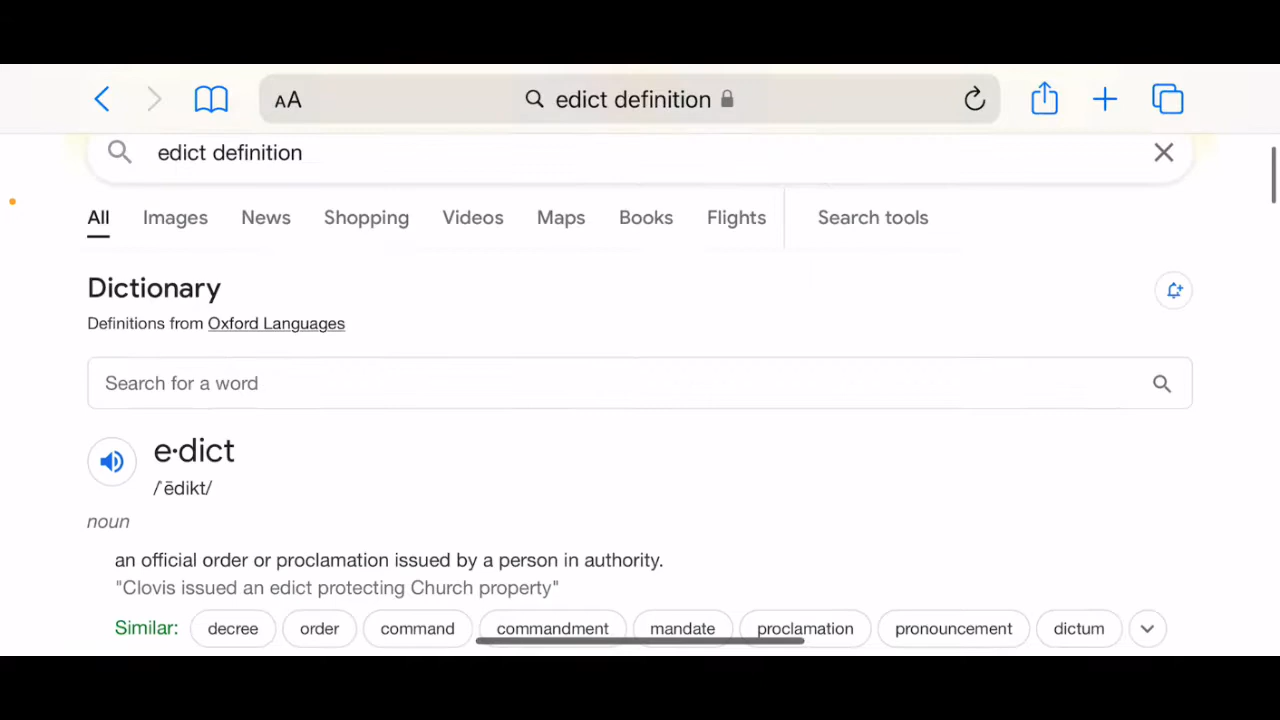 AA edict definition
edict definition
All Images News Shopping Videos Maps Books Flights Search tools
Dictionary
Definitions from Oxford Languages
Search for a word
e·dict
/ˈēdikt/
noun
an official order or proclamation issued by a person in authority.
"Clovis issued an edict protecting Church property"
Similar: decree order command commandment mandate proclamation pronouncement dictum